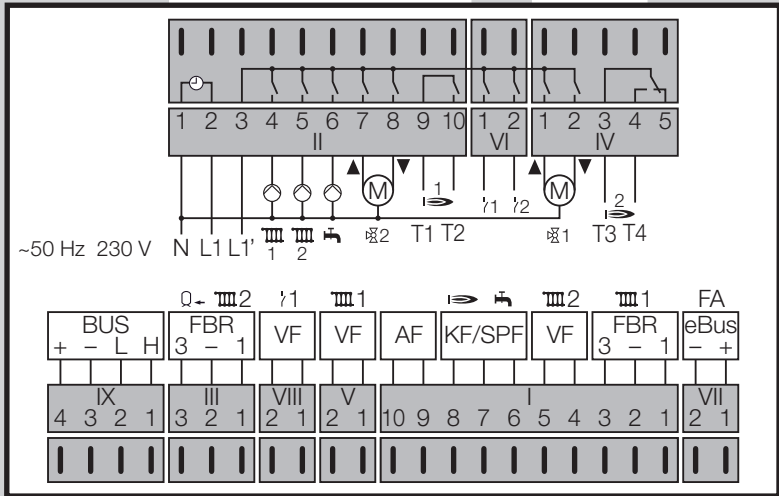 1 2 3 4 5 6 7 8 9 10 1 2 1 2 3 4 5
II VI IV
M M
1 2
1 2
~50 Hz 230 V N L1 L1' 1 2 2 T1 T2 1 T3 T4
2 1 1 2 1 FA
BUS FBR VF VF AF KF/SPF VF FBR eBus
+ – L H 3 – 1 3 – 1 – +
IX III VIII V I VII
4 3 2 1 3 2 1 2 1 2 1 10 9 8 7 6 5 4 3 2 1 2 1